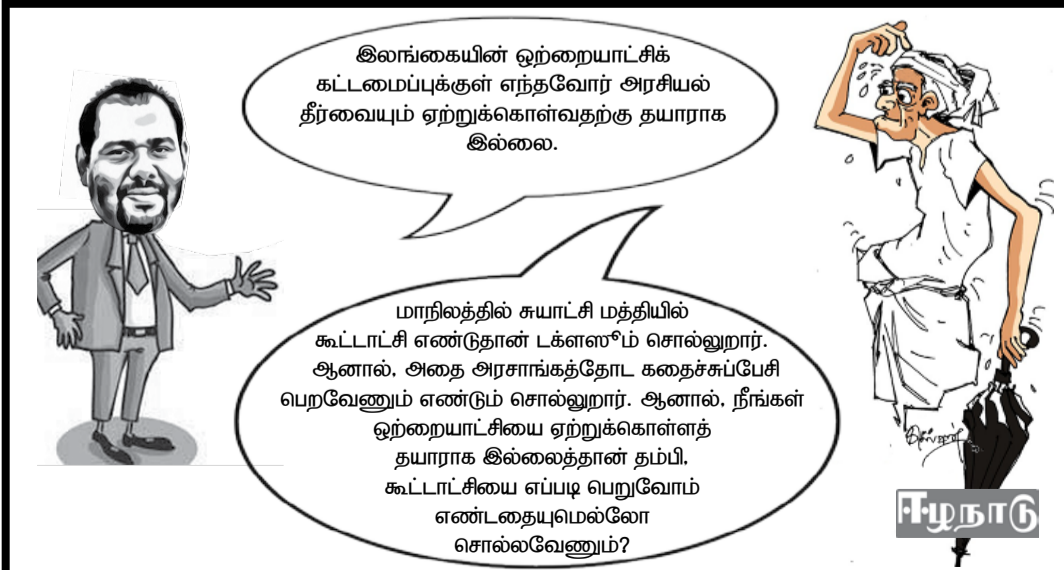 இலங்கையின் ஒற்றையாட்சிக்
கட்டமைப்புக்குள் எந்தவோர் அரசியல்
தீர்வையும் ஏற்றுக்கொள்வதற்கு தயாராக
இல்லை.
மாநிலத்தில் சுயாட்சி மத்தியில்
கூட்டாட்சி எண்டுதான் டக்ளஸூம் சொல்லுறார்.
ஆனால், அதை அரசாங்கத்தோட கதைச்சுப்பேசி
பெறவேணும் எண்டும் சொல்லுறார். ஆனால், நீங்கள்
ஒற்றையாட்சியை ஏற்றுக்கொள்ளத்
தயாராக இல்லைத்தான் தம்பி,
கூட்டாட்சியை எப்படி பெறுவோம்
எண்டதையுமெல்லோ
சொல்லவேணும்?
ஈழநாடு